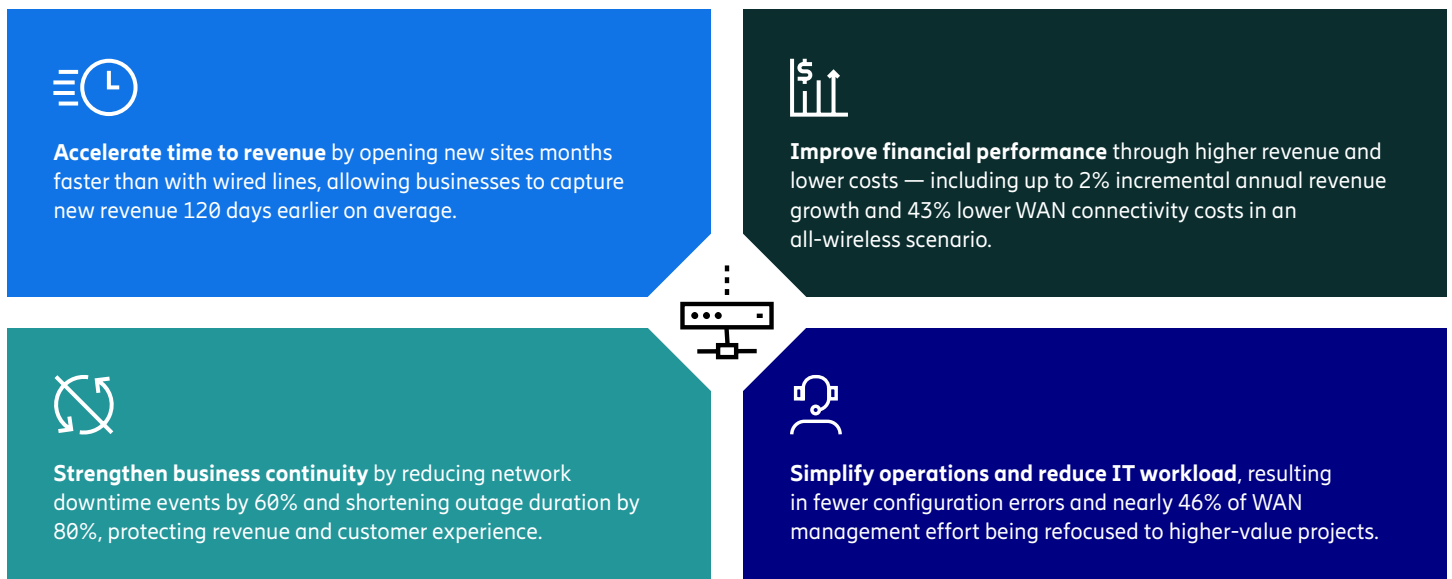 Accelerate time to revenue by opening new sites months
faster than with wired lines, allowing businesses to capture
new revenue 120 days earlier on average.
$
Improve financial performance through higher revenue and
lower costs — including up to 2% incremental annual revenue
growth and 43% lower WAN connectivity costs in an
all-wireless scenario.
Strengthen business continuity by reducing network
downtime events by 60% and shortening outage duration by
80%, protecting revenue and customer experience.
Simplify operations and reduce IT workload, resulting
in fewer configuration errors and nearly 46% of WAN
management effort being refocused to higher-value projects.